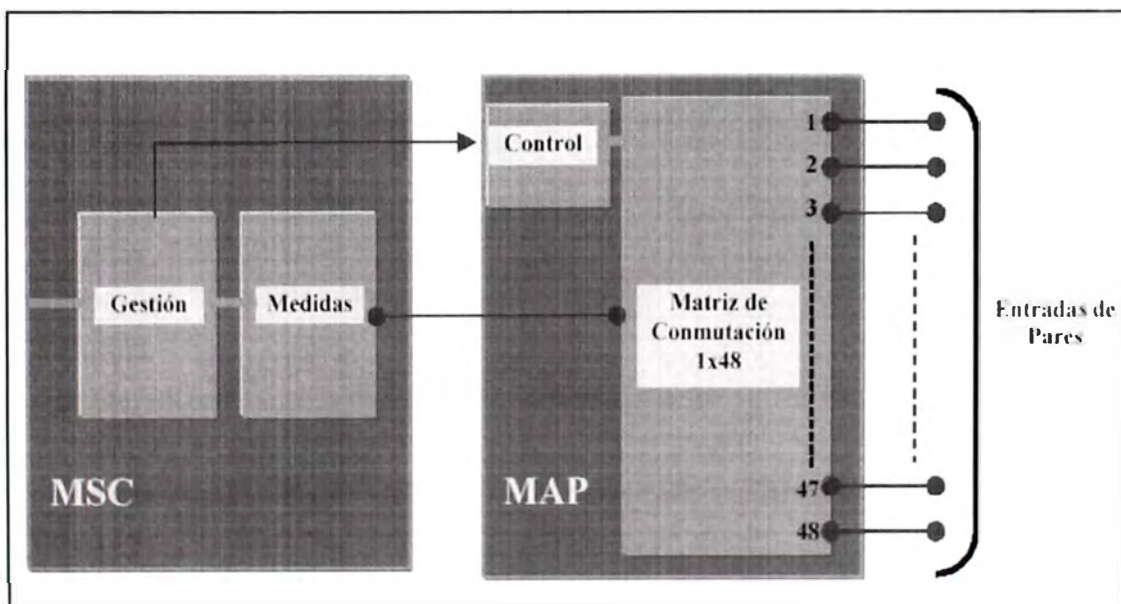 MSC
Gestión
Medidas
MAP
Control
Matriz de
Conmutación
1x48
1
2
3
47
48
Entradas de
Pares